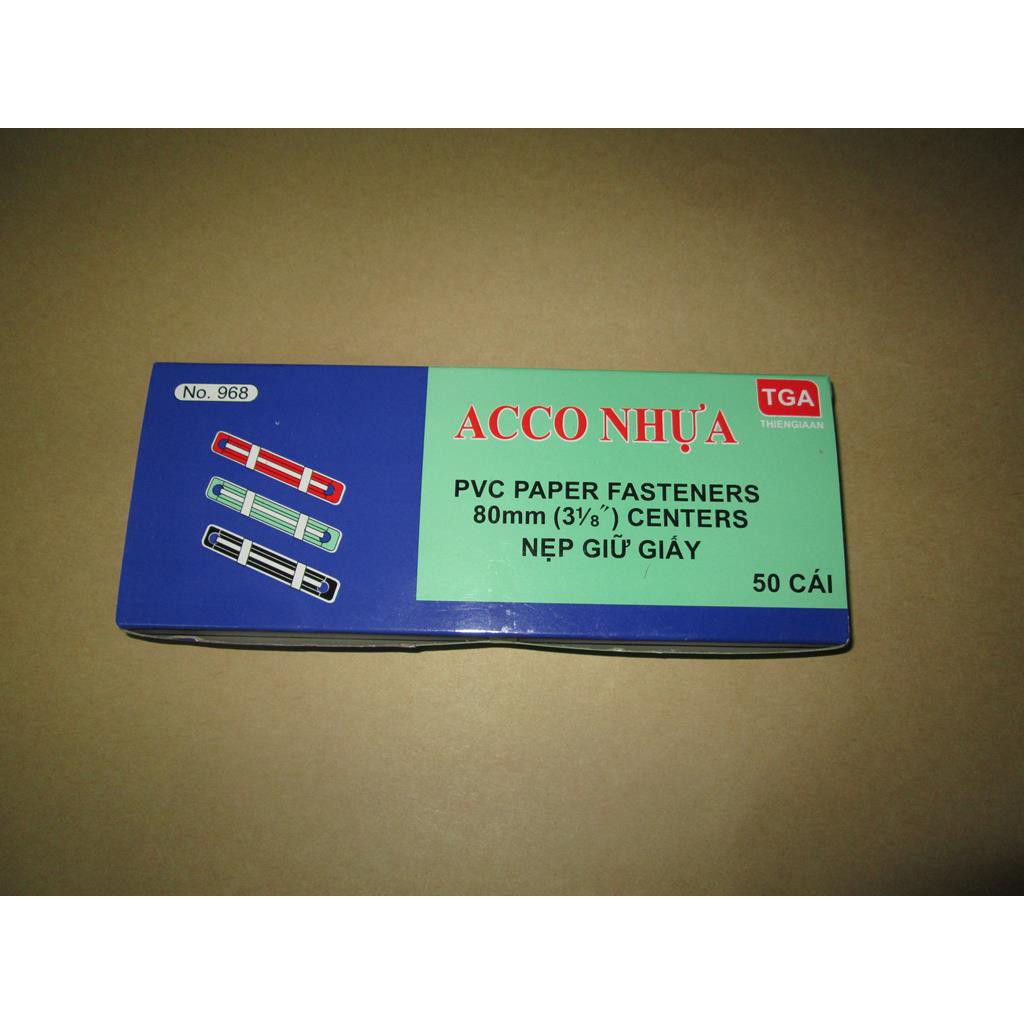 No. 968
TGA
THIENGIAAN
ACCO NHỰA
PVC PAPER FASTENERS
80mm (3⅛″) CENTERS
NẸP GIỮ GIẤY
50 CÁI